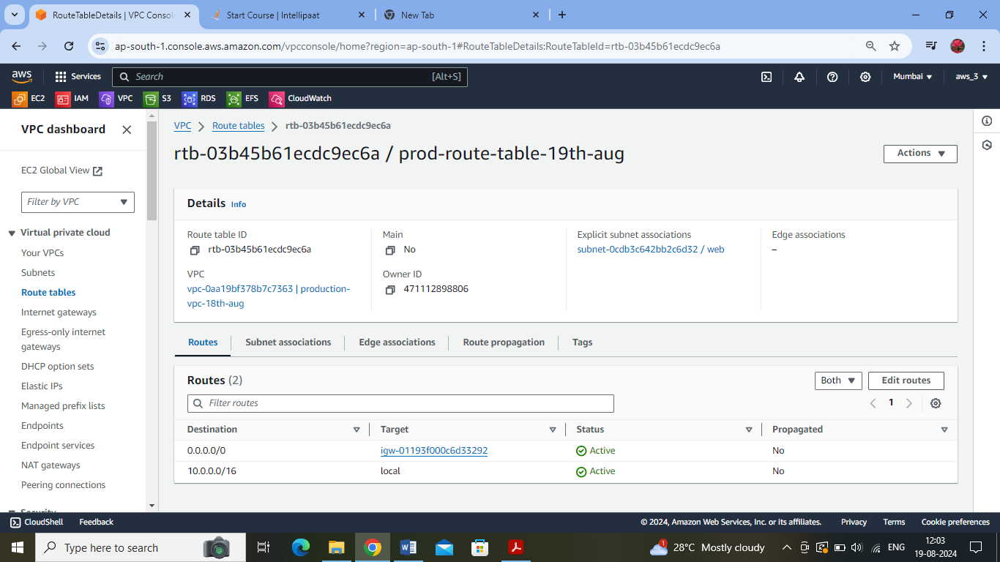 RouteTableDetails | VPC Consol
Start Course | Intellipaat
New Tab
ap-south-1.console.aws.amazon.com/vpcconsole/home?region=ap-south-1#RouteTableDetails:RouteTableId=rtb-03b45b61ecdc9ec6a
aws
Services
Search
[Alt+S]
Mumbai
aws_3
EC2
IAM
VPC
S3
RDS
EFS
CloudWatch
VPC dashboard
EC2 Global View
Filter by VPC
Virtual private cloud
Your VPCs
Subnets
Route tables
Internet gateways
Egress-only internet
gateways
DHCP option sets
Elastic IPs
Managed prefix lists
Endpoints
Endpoint services
NAT gateways
Peering connections
Security
VPC
Route tables
rtb-03b45b61ecdc9ec6a
rtb-03b45b61ecdc9ec6a / prod-route-table-19th-aug
Actions
Details Info
Route table ID
rtb-03b45b61ecdc9ec6a
Main
No
Explicit subnet associations
subnet-0cdb3c642bb2c6d32 / web
Edge associations
–
VPC
vpc-0aa19bf378b7c7363 | production-
vpc-18th-aug
Owner ID
471112898806
Routes
Subnet associations
Edge associations
Route propagation
Tags
Routes (2)
Both
Edit routes
Filter routes
1
Destination Target Status Propagated
0.0.0.0/0 igw-01193f000c6d33292 Active No
10.0.0.0/16 local Active No
CloudShell
Feedback
© 2024, Amazon Web Services, Inc. or its affiliates.
Privacy
Terms
Cookie preferences
Type here to search
1
28°C Mostly cloudy
ENG
12:03
19-08-2024